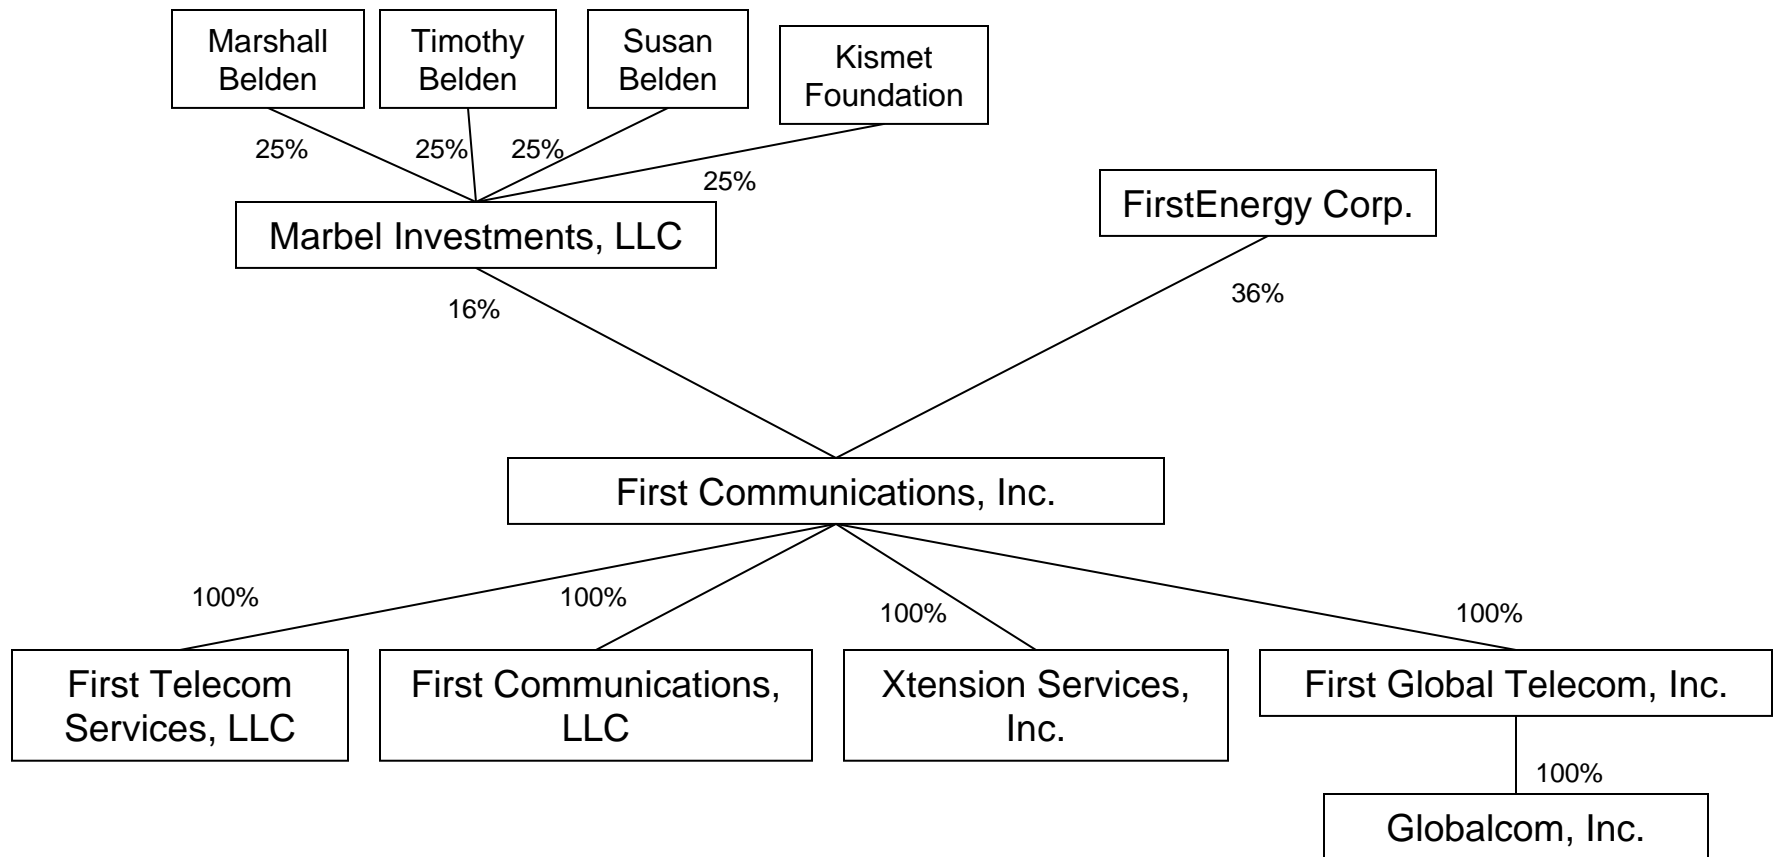 Marshall
Belden
Timothy
Belden
Susan
Belden
Kismet
Foundation
25%
25%
25%
25%
Marbel Investments, LLC
FirstEnergy Corp.
16%
36%
First Communications, Inc.
100%
100%
100%
100%
First Telecom
Services, LLC
First Communications,
LLC
Xtension Services,
Inc.
First Global Telecom, Inc.
100%
Globalcom, Inc.